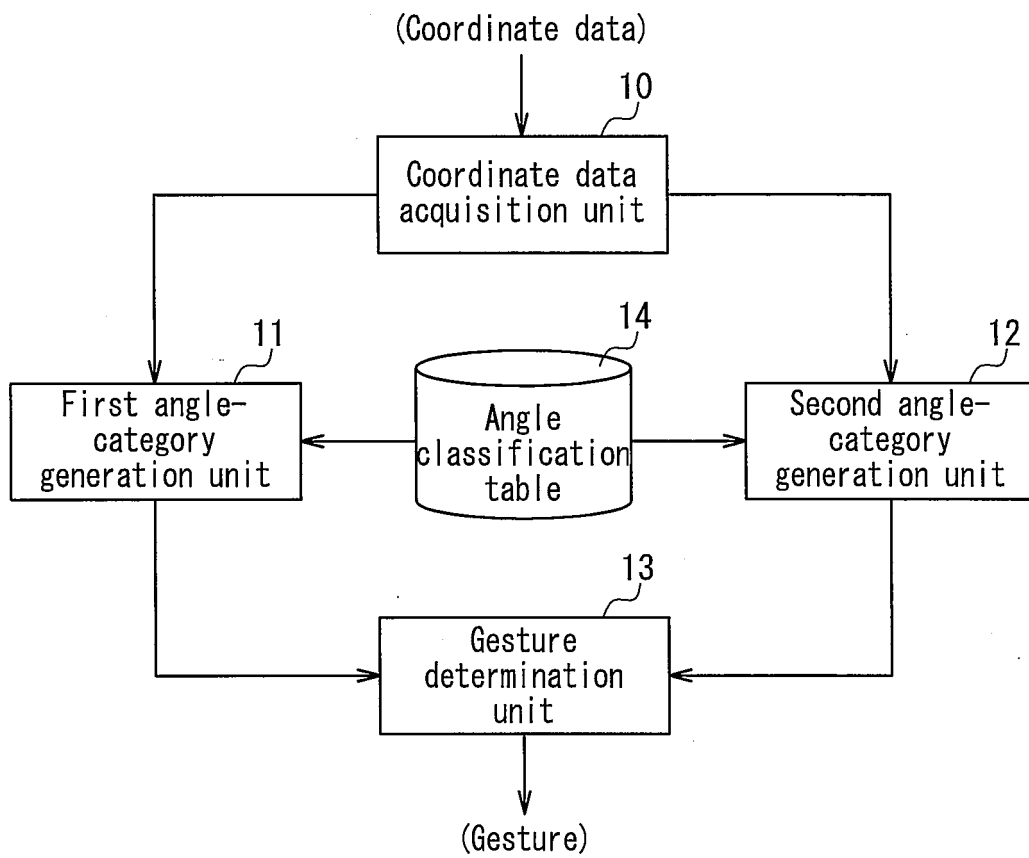 (Coordinate data)
10
Coordinate data
acquisition unit
11
First angle-
category
generation unit
14
Angle
classification
table
12
Second angle-
category
generation unit
13
Gesture
determination
unit
(Gesture)